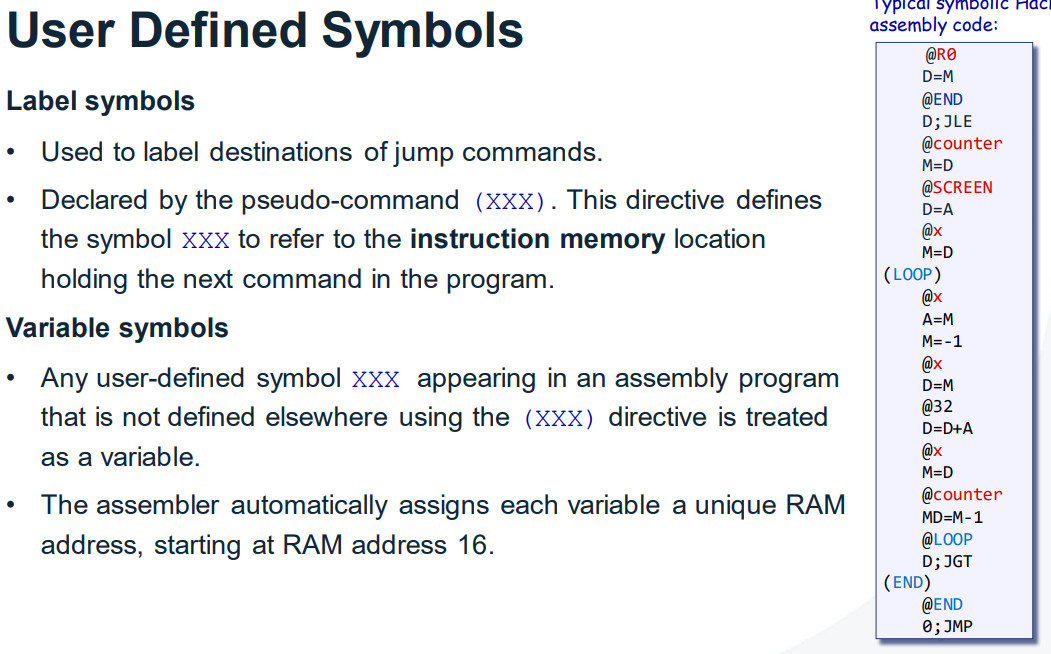 User Defined Symbols
Label symbols
• Used to label destinations of jump commands.
• Declared by the pseudo-command (XXX). This directive defines
the symbol XXX to refer to the instruction memory location
holding the next command in the program.
Variable symbols
• Any user-defined symbol XXX appearing in an assembly program
that is not defined elsewhere using the (XXX) directive is treated
as a variable.
• The assembler automatically assigns each variable a unique RAM
address, starting at RAM address 16.
Typical symbolic Hack
assembly code:
@R0
D=M
@END
D;JLE
@counter
M=D
@SCREEN
D=A
@x
M=D
(LOOP)
@x
A=M
M=-1
@x
D=M
@32
D=D+A
@x
M=D
@counter
MD=M-1
@LOOP
D;JGT
(END)
@END
0;JMP